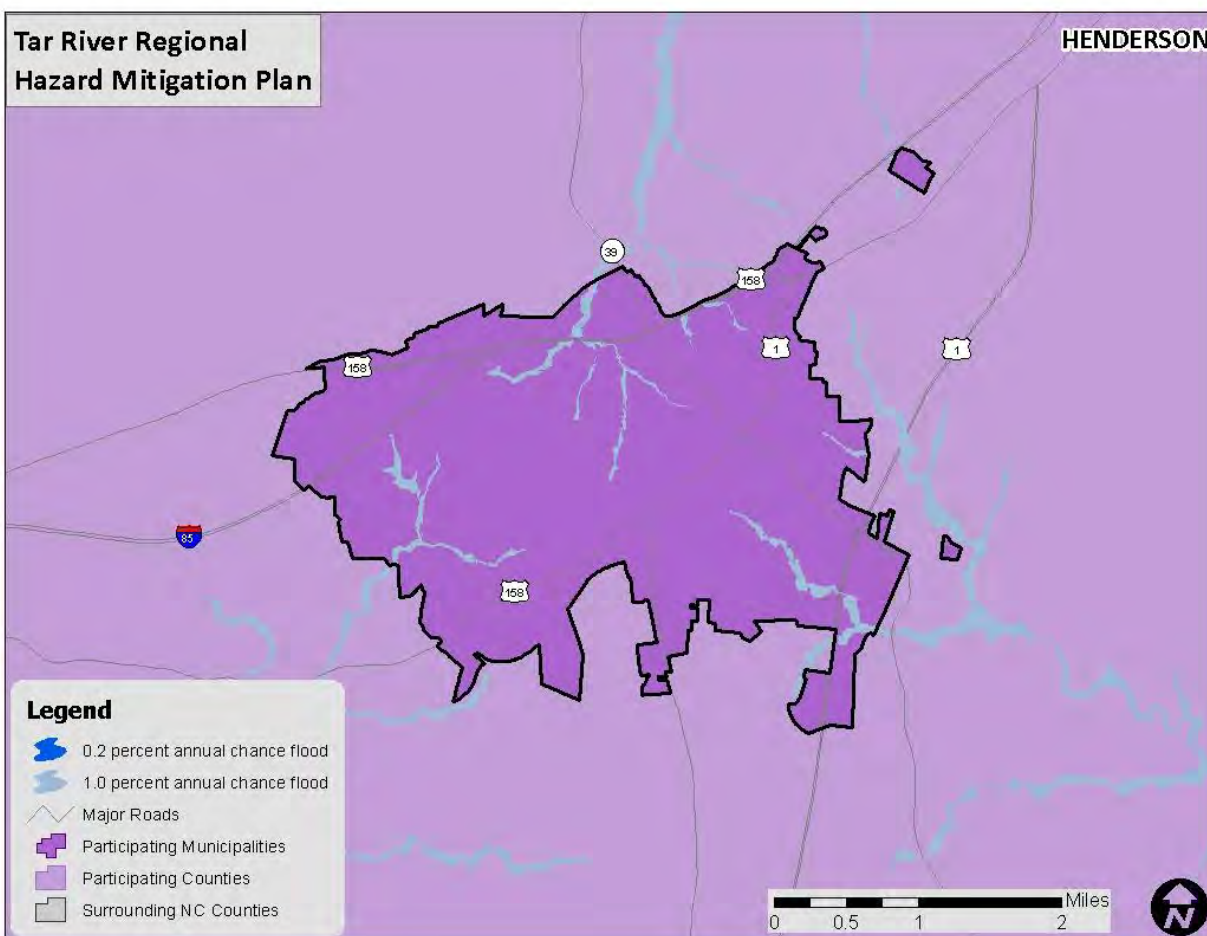 Tar River Regional
Hazard Mitigation Plan
HENDERSON
39
158
1
1
158
85
158
Legend
0.2 percent annual chance flood
1.0 percent annual chance flood
Major Roads
Participating Municipalities
Participating Counties
Surrounding NC Counties
Miles
0 0.5 1 2
N